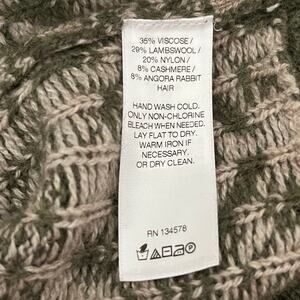 35% VISCOSE /
29% LAMBSWOOL /
20% NYLON /
8% CASHMERE /
8% ANGORA RABBIT
HAIR
HAND WASH COLD.
ONLY NON-CHLORINE
BLEACH WHEN NEEDED.
LAY FLAT TO DRY.
WARM IRON IF
NECESSARY.
OR DRY CLEAN.
RN 134578